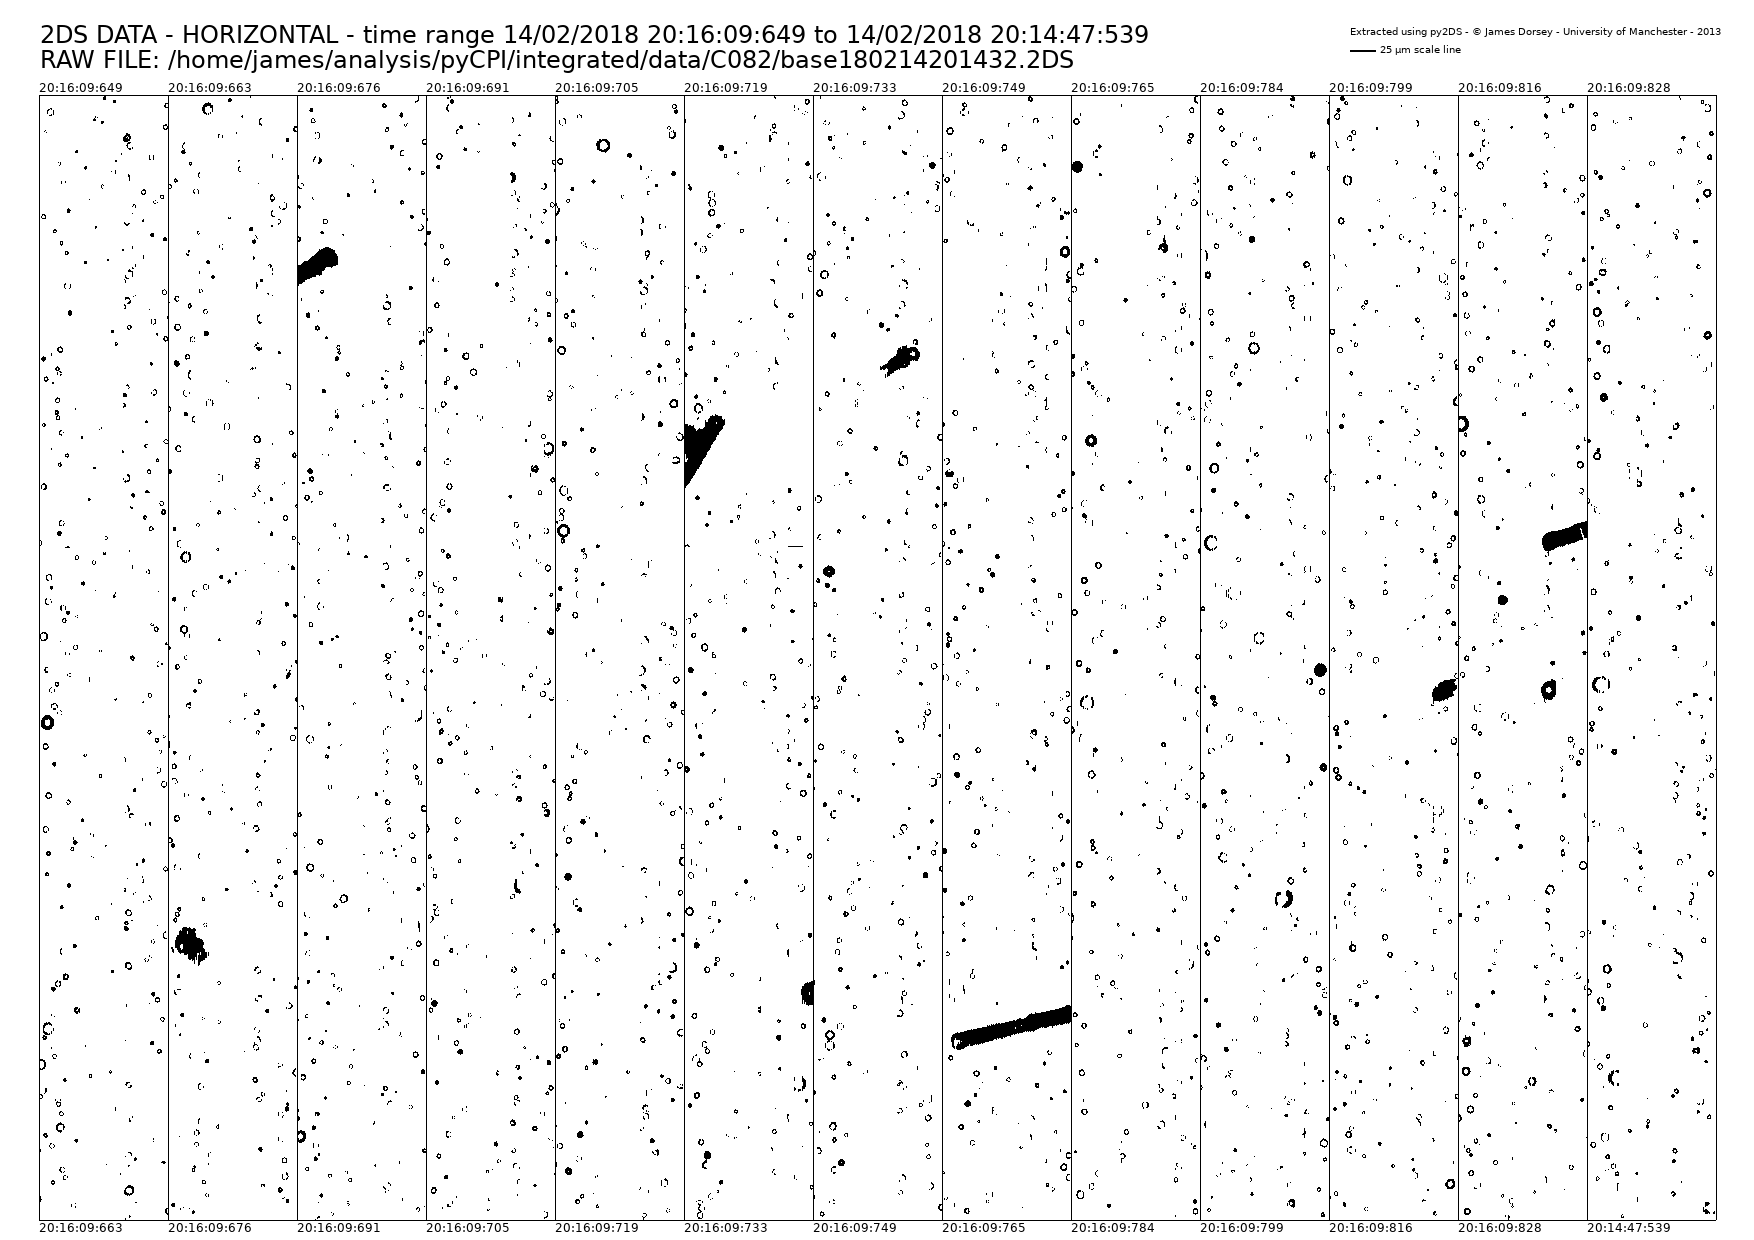 2DS DATA - HORIZONTAL - time range 14/02/2018 20:16:09:649 to 14/02/2018 20:14:47:539
RAW FILE: /home/james/analysis/pyCPI/integrated/data/C082/base180214201432.2DS
Extracted using py2DS - © James Dorsey - University of Manchester - 2013
25 µm scale line
20:16:09:649 20:16:09:663 20:16:09:676 20:16:09:691 20:16:09:705 20:16:09:719 20:16:09:733 20:16:09:749 20:16:09:765 20:16:09:784 20:16:09:799 20:16:09:816 20:16:09:828
20:16:09:663 20:16:09:676 20:16:09:691 20:16:09:705 20:16:09:719 20:16:09:733 20:16:09:749 20:16:09:765 20:16:09:784 20:16:09:799 20:16:09:816 20:16:09:828 20:14:47:539